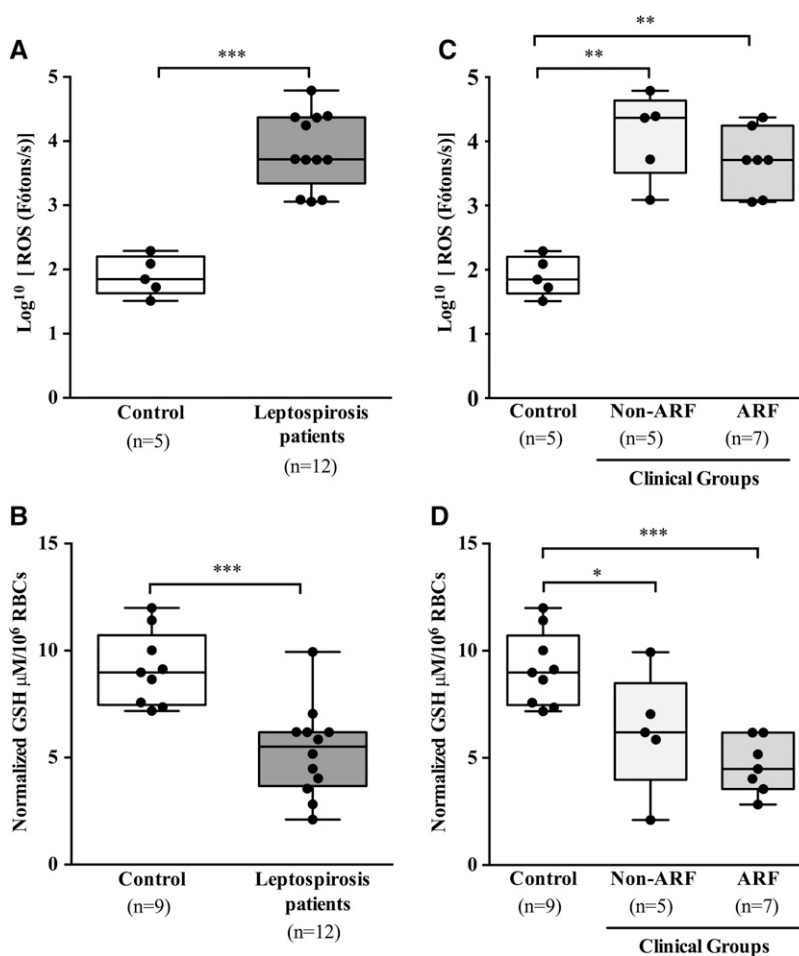 A
***
Log¹⁰ [ ROS (Fótons/s)]
5
4
3
2
1
0
Control
(n=5)
Leptospirosis
patients
(n=12)
C
**
**
Log¹⁰ [ ROS (Fótons/s)]
5
4
3
2
1
0
Control
(n=5)
Non-ARF
(n=5)
ARF
(n=7)
Clinical Groups
B
***
Normalized GSH μM/10⁶ RBCs
15
10
5
0
Control
(n=9)
Leptospirosis
patients
(n=12)
D
***
*
Normalized GSH μM/10⁶ RBCs
15
10
5
0
Control
(n=9)
Non-ARF
(n=5)
ARF
(n=7)
Clinical Groups